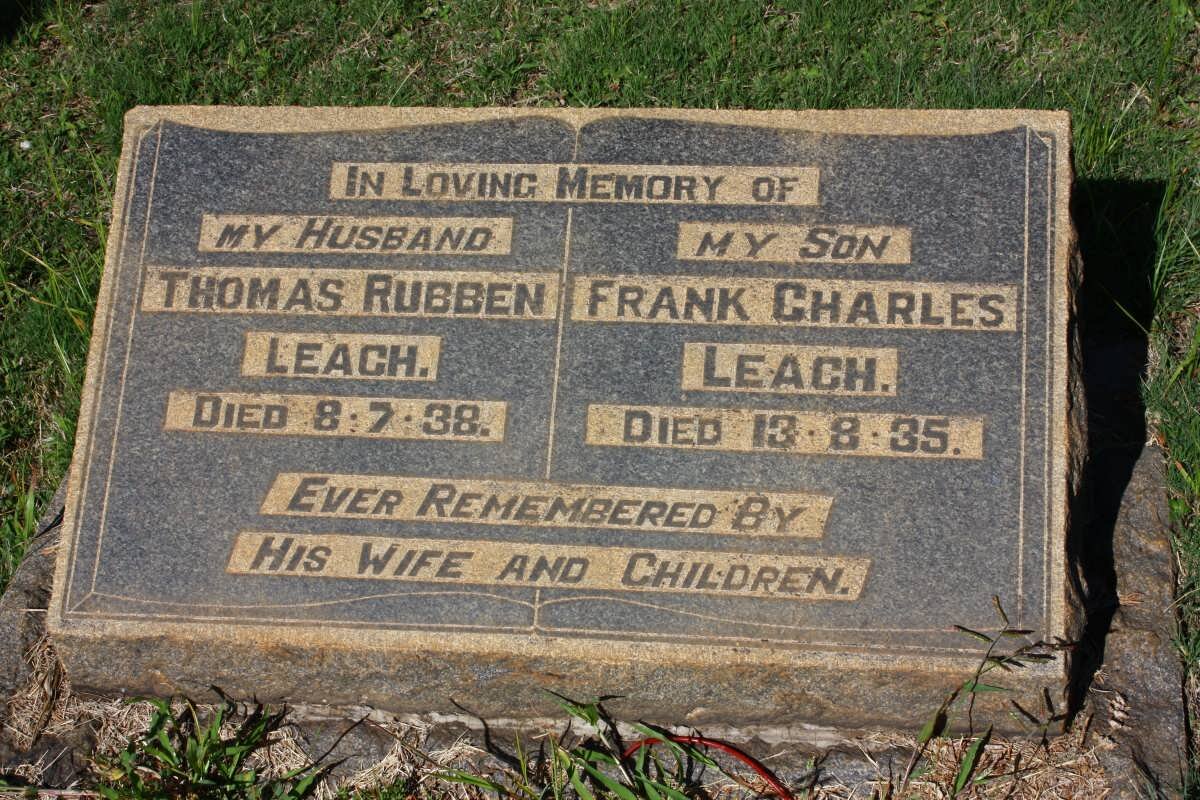 IN LOVING MEMORY OF
MY HUSBAND
THOMAS RUBBEN
LEACH.
DIED 8·7·38.
MY SON
FRANK CHARLES
LEACH.
DIED 13·8·35.
EVER REMEMBERED BY
HIS WIFE AND CHILDREN.